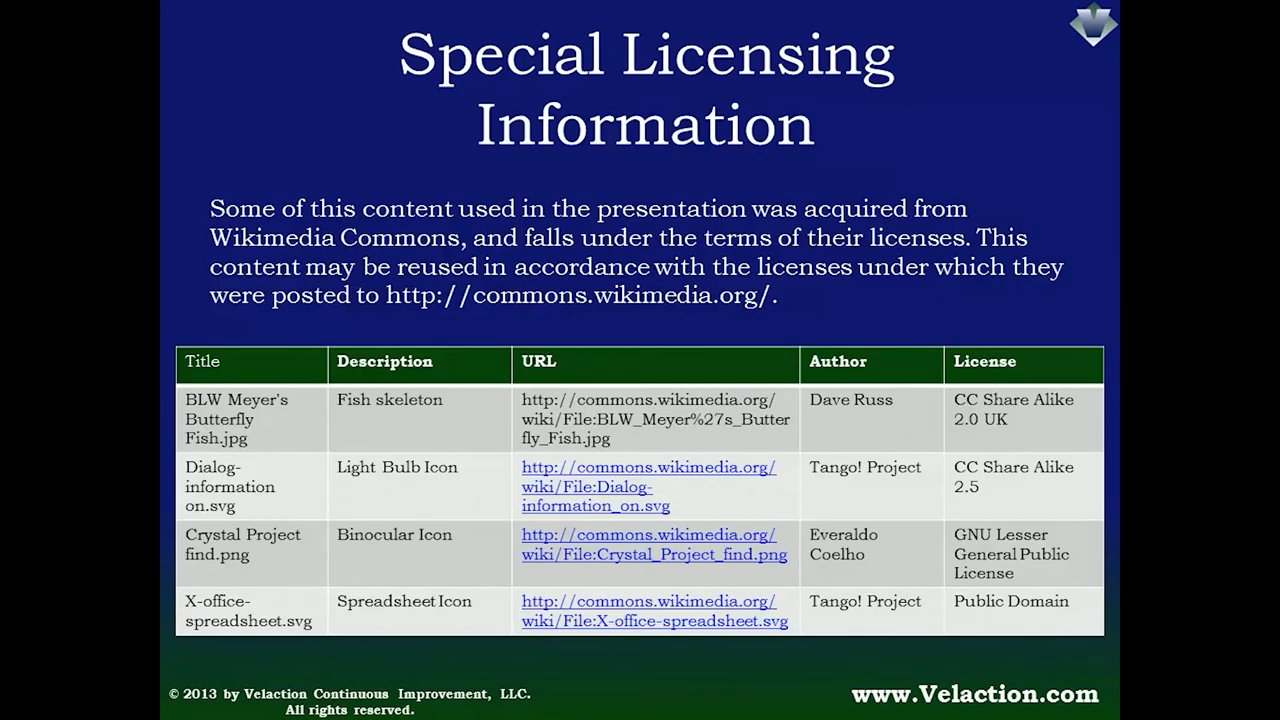 Special Licensing
Information
Some of this content used in the presentation was acquired from
Wikimedia Commons, and falls under the terms of their licenses. This
content may be reused in accordance with the licenses under which they
were posted to http://commons.wikimedia.org/.
Title Description URL Author License
BLW Meyer's
Butterfly
Fish.jpg
Fish skeleton
http://commons.wikimedia.org/
wiki/File:BLW_Meyer%27s_Butter
fly_Fish.jpg
Dave Russ
CC Share Alike
2.0 UK
Dialog-
information
on.svg
Light Bulb Icon
http://commons.wikimedia.org/
wiki/File:Dialog-
information_on.svg
Tango! Project
CC Share Alike
2.5
Crystal Project
find.png
Binocular Icon
http://commons.wikimedia.org/
wiki/File:Crystal_Project_find.png
Everaldo
Coelho
GNU Lesser
General Public
License
X-office-
spreadsheet.svg
Spreadsheet Icon
http://commons.wikimedia.org/
wiki/File:X-office-spreadsheet.svg
Tango! Project
Public Domain
© 2013 by Velaction Continuous Improvement, LLC.
All rights reserved.
www.Velaction.com